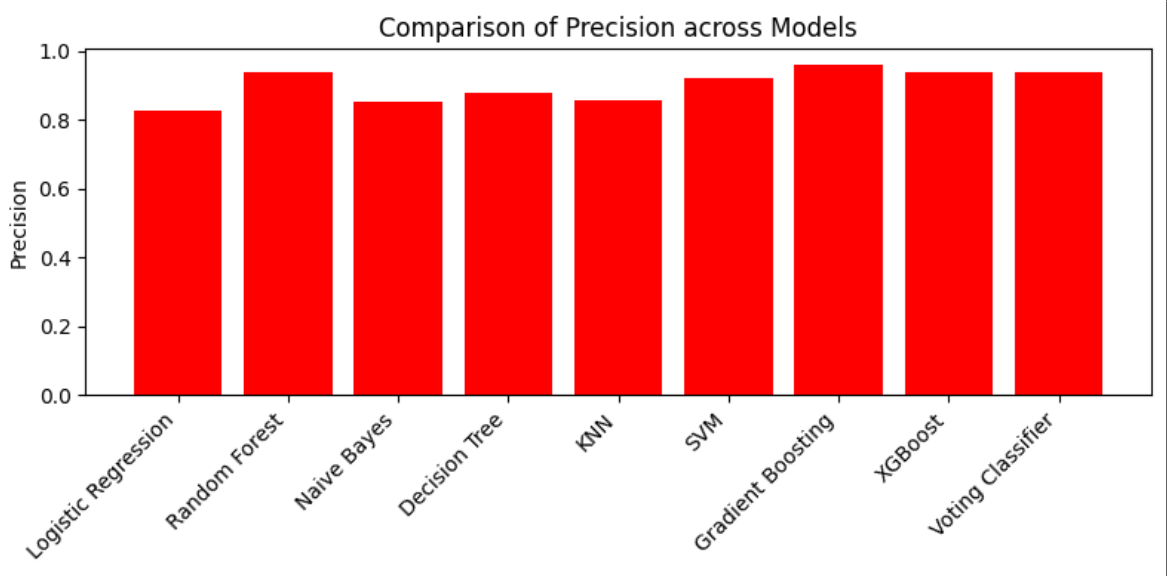 Comparison of Precision across Models
1.0
0.8
0.6
0.4
0.2
0.0
Precision
Logistic Regression
Random Forest
Naive Bayes
Decision Tree
KNN
SVM
Gradient Boosting
XGBoost
Voting Classifier